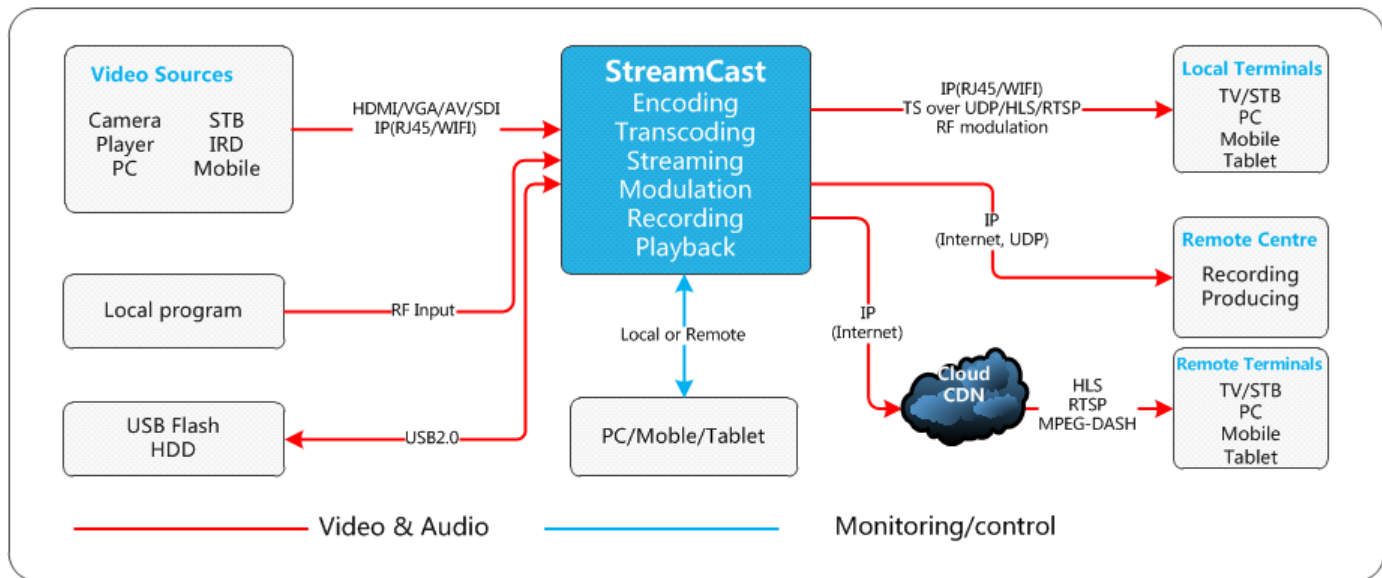 Video Sources
Camera STB
Player IRD
PC Mobile
HDMI/VGA/AV/SDI
IP(RJ45/WIFI)
StreamCast
Encoding
Transcoding
Streaming
Modulation
Recording
Playback
IP(RJ45/WIFI)
TS over UDP/HLS/RTSP
RF modulation
Local Terminals
TV/STB
PC
Mobile
Tablet
IP
(Internet, UDP)
Remote Centre
Recording
Producing
Local program
RF Input
Local or Remote
IP
(Internet)
Cloud
CDN
HLS
RTSP
MPEG-DASH
Remote Terminals
TV/STB
PC
Mobile
Tablet
USB Flash
HDD
USB2.0
PC/Moble/Tablet
Video & Audio
Monitoring/control